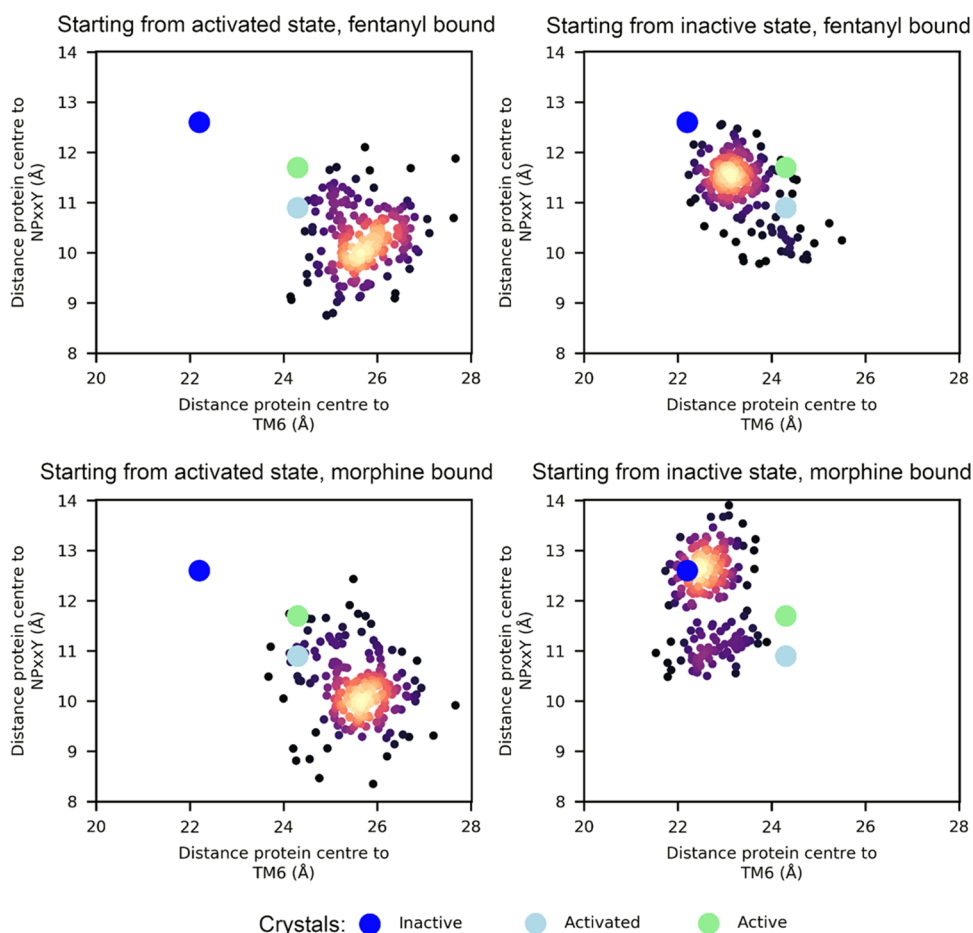 Starting from activated state, fentanyl bound
14
13
12
11
10
9
8
Distance protein centre to
NPxxY (Å)
20 22 24 26 28
Distance protein centre to
TM6 (Å)
Starting from inactive state, fentanyl bound
14
13
12
11
10
9
8
Distance protein centre to
NPxxY (Å)
20 22 24 26 28
Distance protein centre to
TM6 (Å)
Starting from activated state, morphine bound
14
13
12
11
10
9
8
Distance protein centre to
NPxxY (Å)
20 22 24 26 28
Distance protein centre to
TM6 (Å)
Starting from inactive state, morphine bound
14
13
12
11
10
9
8
Distance protein centre to
NPxxY (Å)
20 22 24 26 28
Distance protein centre to
TM6 (Å)
Crystals: Inactive Activated Active